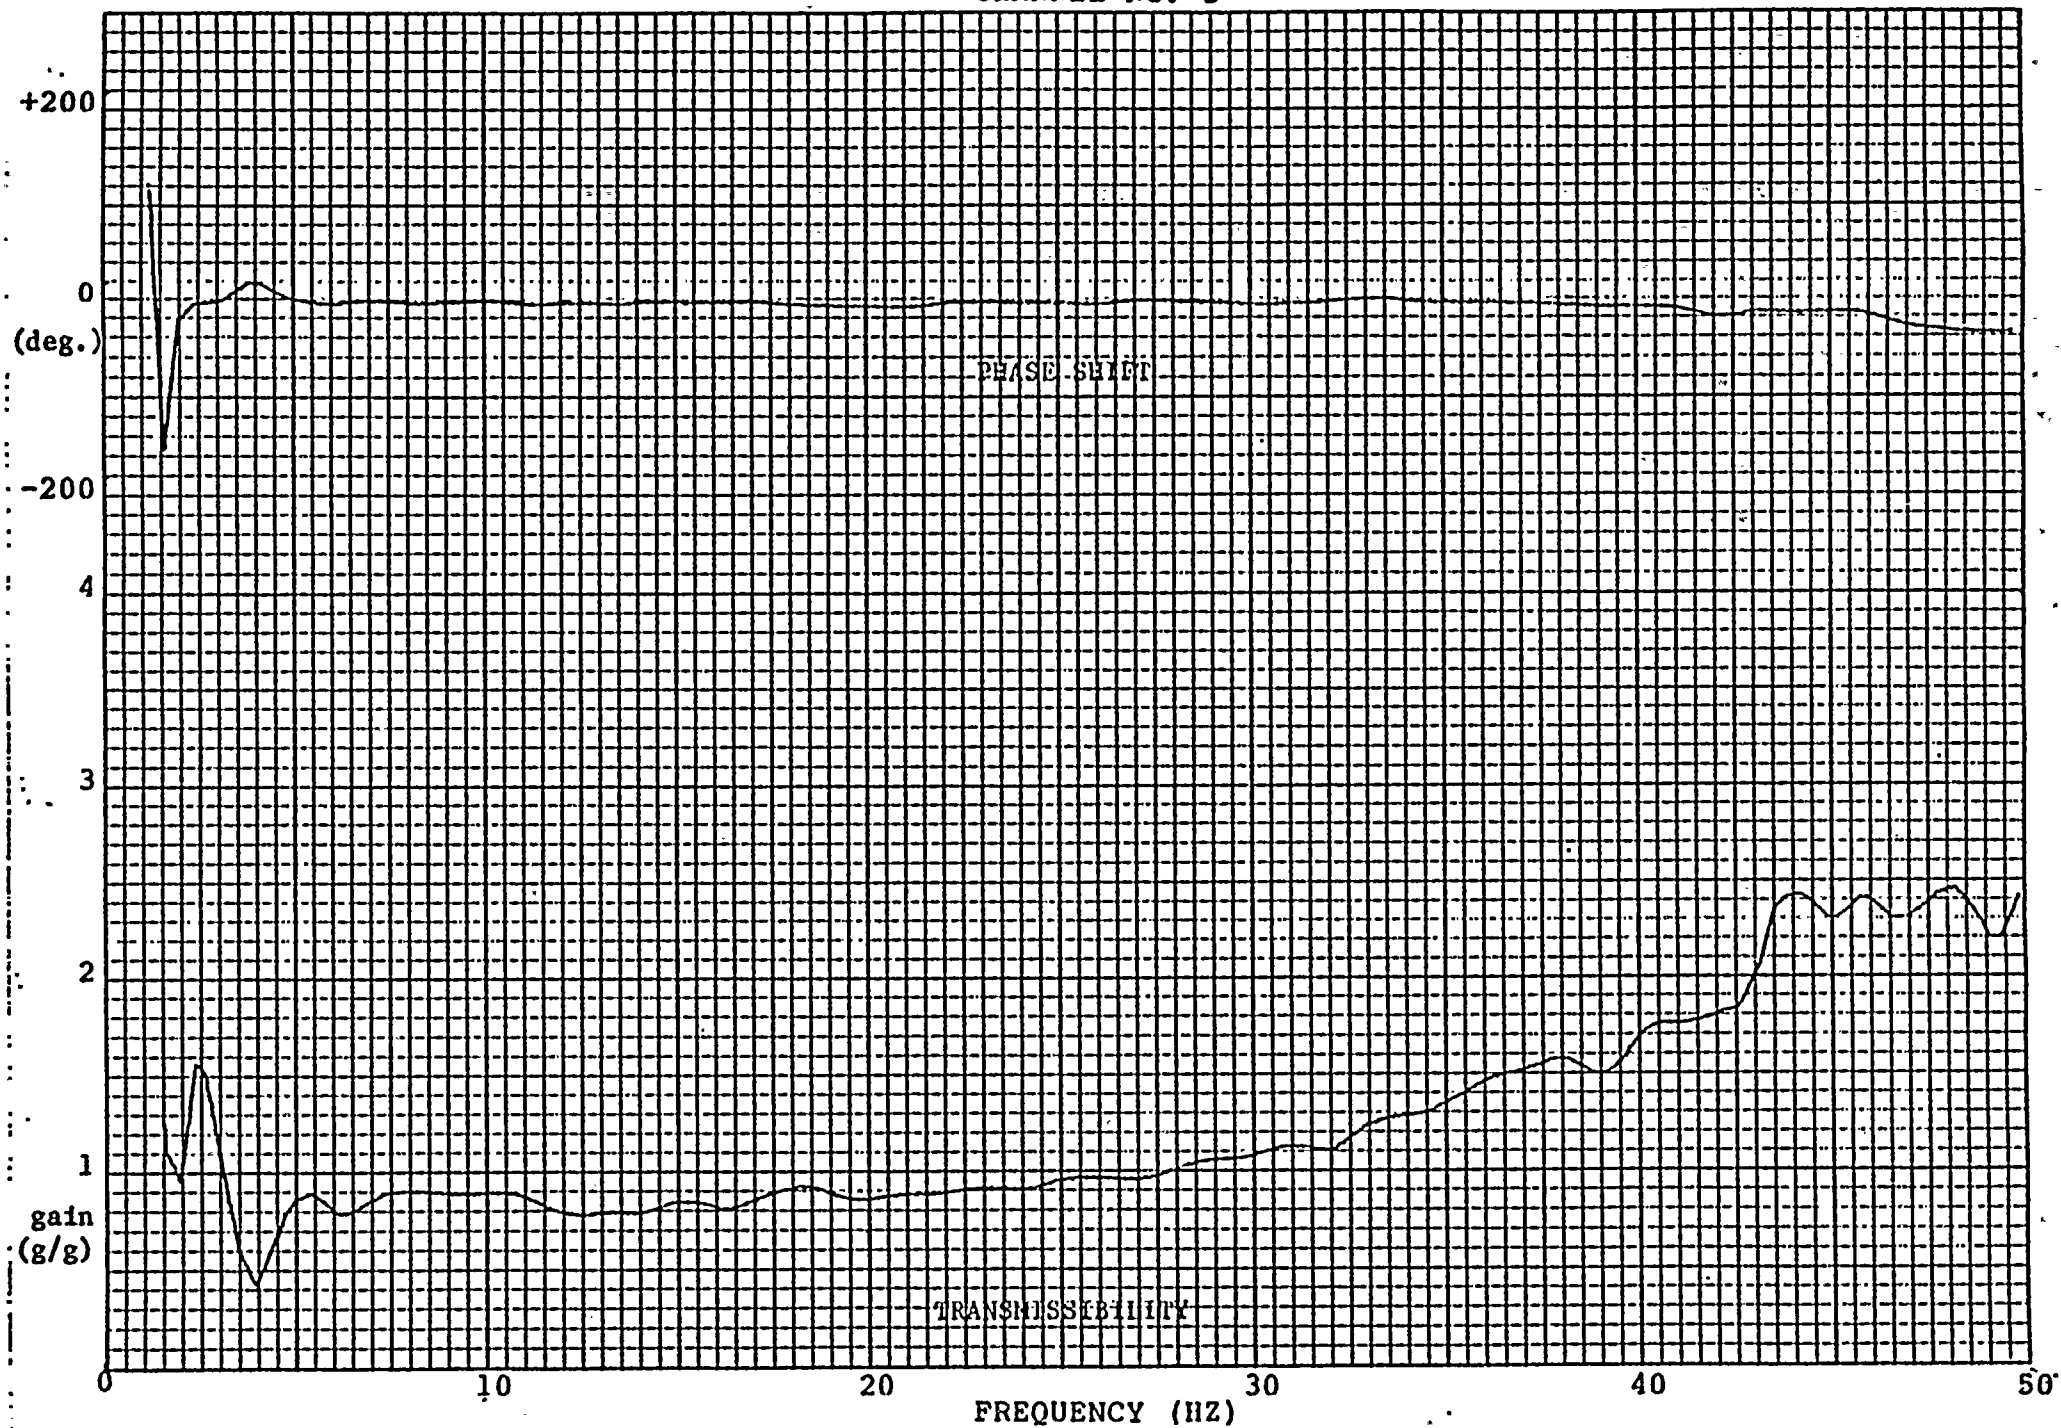 +200
0
(deg.)
PHASE SHIFT
-200
4
3
2
1
gain
(g/g)
TRANSMISSIBILITY
0 10 20 30 40 50
FREQUENCY (HZ)